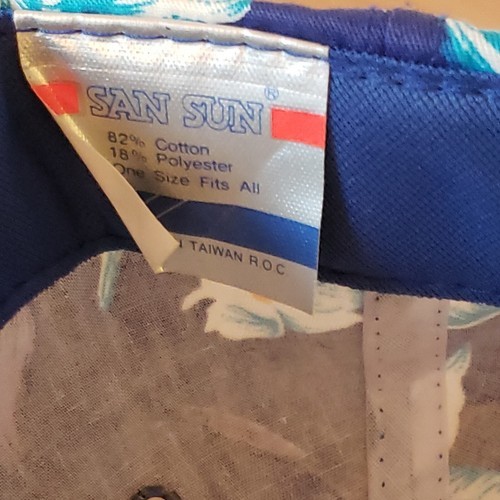 SAN SUN®
82% Cotton
18% Polyester
One Size Fits All
TAIWAN R.O.C